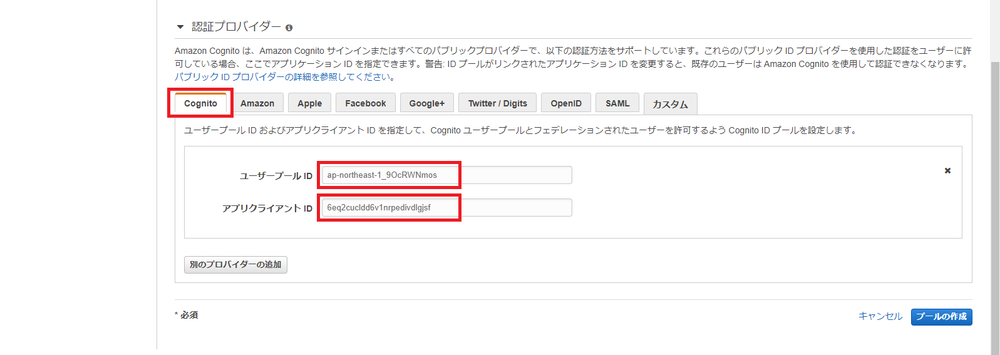 認証プロバイダー
Amazon Cognito は、Amazon Cognito サインインまたはすべてのパブリックプロバイダーで、以下の認証方法をサポートしています。これらのパブリック ID プロバイダーを使用した認証をユーザーに許
可している場合、ここでアプリケーション ID を指定できます。警告: ID プールがリンクされたアプリケーション ID を変更すると、既存のユーザーは Amazon Cognito を使用して認証できなくなります。
パブリック ID プロバイダーの詳細を参照してください。
Cognito Amazon Apple Facebook Google+ Twitter / Digits OpenID SAML カスタム
ユーザープール ID およびアプリクライアント ID を指定して、Cognito ユーザープールとフェデレーションされたユーザーを許可するよう Cognito ID プールを設定します。
ユーザープール ID ap-northeast-1_9OcRWNmos
アプリクライアント ID 6eq2cucldd6v1nrpedivdlgjsf
別のプロバイダーの追加
* 必須
キャンセル プールの作成